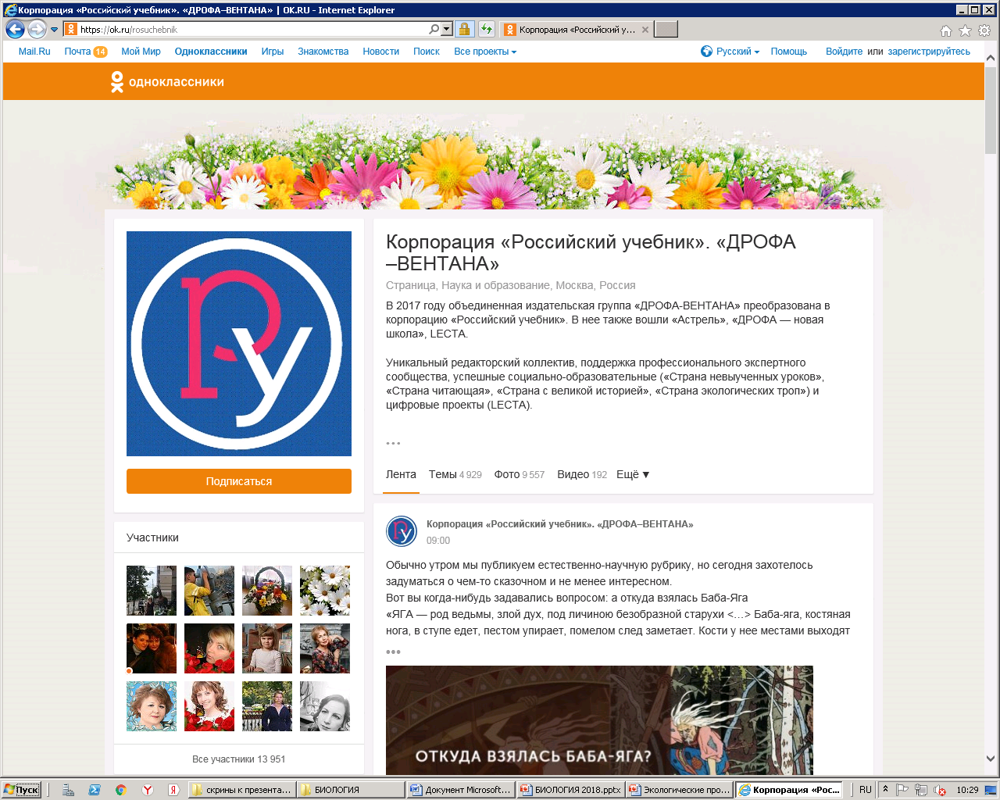 Корпорация «Российский учебник». «ДРОФА–ВЕНТАНА» | OK.RU - Internet Explorer
https://ok.ru/rosuchebnik
Корпорация «Российский у...
Mail.Ru Почта 14 Мой Мир Одноклассники Игры Знакомства Новости Поиск Все проекты Русский Помощь Войдите или зарегистрируйтесь
одноклассники
Ру
Подписаться
Участники
Все участники 13 951
Корпорация «Российский учебник». «ДРОФА
–ВЕНТАНА»
Страница, Наука и образование, Москва, Россия
В 2017 году объединенная издательская группа «ДРОФА-ВЕНТАНА» преобразована в
корпорацию «Российский учебник». В нее также вошли «Астрель», «ДРОФА — новая
школа», LECTA.
Уникальный редакторский коллектив, поддержка профессионального экспертного
сообщества, успешные социально-образовательные («Страна невыученных уроков»,
«Страна читающая», «Страна с великой историей», «Страна экологических троп») и
цифровые проекты (LECTA).
•••
Лента Темы 4 929 Фото 9 557 Видео 192 Ещё ▼
Ру
Корпорация «Российский учебник». «ДРОФА–ВЕНТАНА»
09:00
Обычно утром мы публикуем естественно-научную рубрику, но сегодня захотелось
задуматься о чем-то сказочном и не менее интересном.
Вот вы когда-нибудь задавались вопросом: а откуда взялась Баба-Яга
«ЯГА — род ведьмы, злой дух, под личиною безобразной старухи <...> Баба-яга, костяная
нога, в ступе едет, пестом упирает, помелом след заметает. Кости у нее местами выходят
•••
ОТКУДА ВЗЯЛАСЬ БАБА-ЯГА?
Пуск скрины к презента... БИОЛОГИЯ Документ Microsoft... БИОЛОГИЯ 2018.pptx Экологические про... Корпорация «Рос... RU 10:29